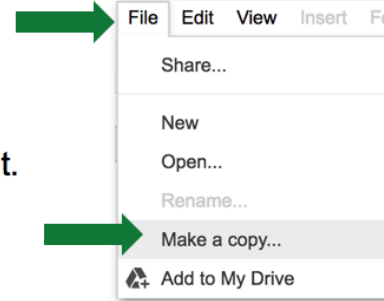 File Edit View Insert
Share...
New
Open...
t.
Rename...
Make a copy...
Add to My Drive